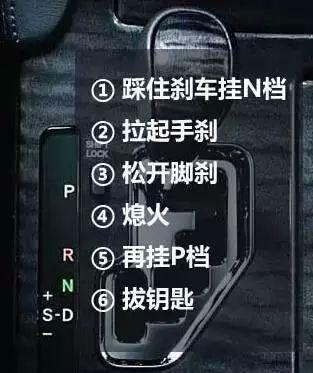 ① 踩住刹车挂N档
② 拉起手刹
SHIFT LOCK
③ 松开脚刹
P
④ 熄火
R
⑤ 再挂P档
N
⑥ 拔钥匙
+
S-D
−